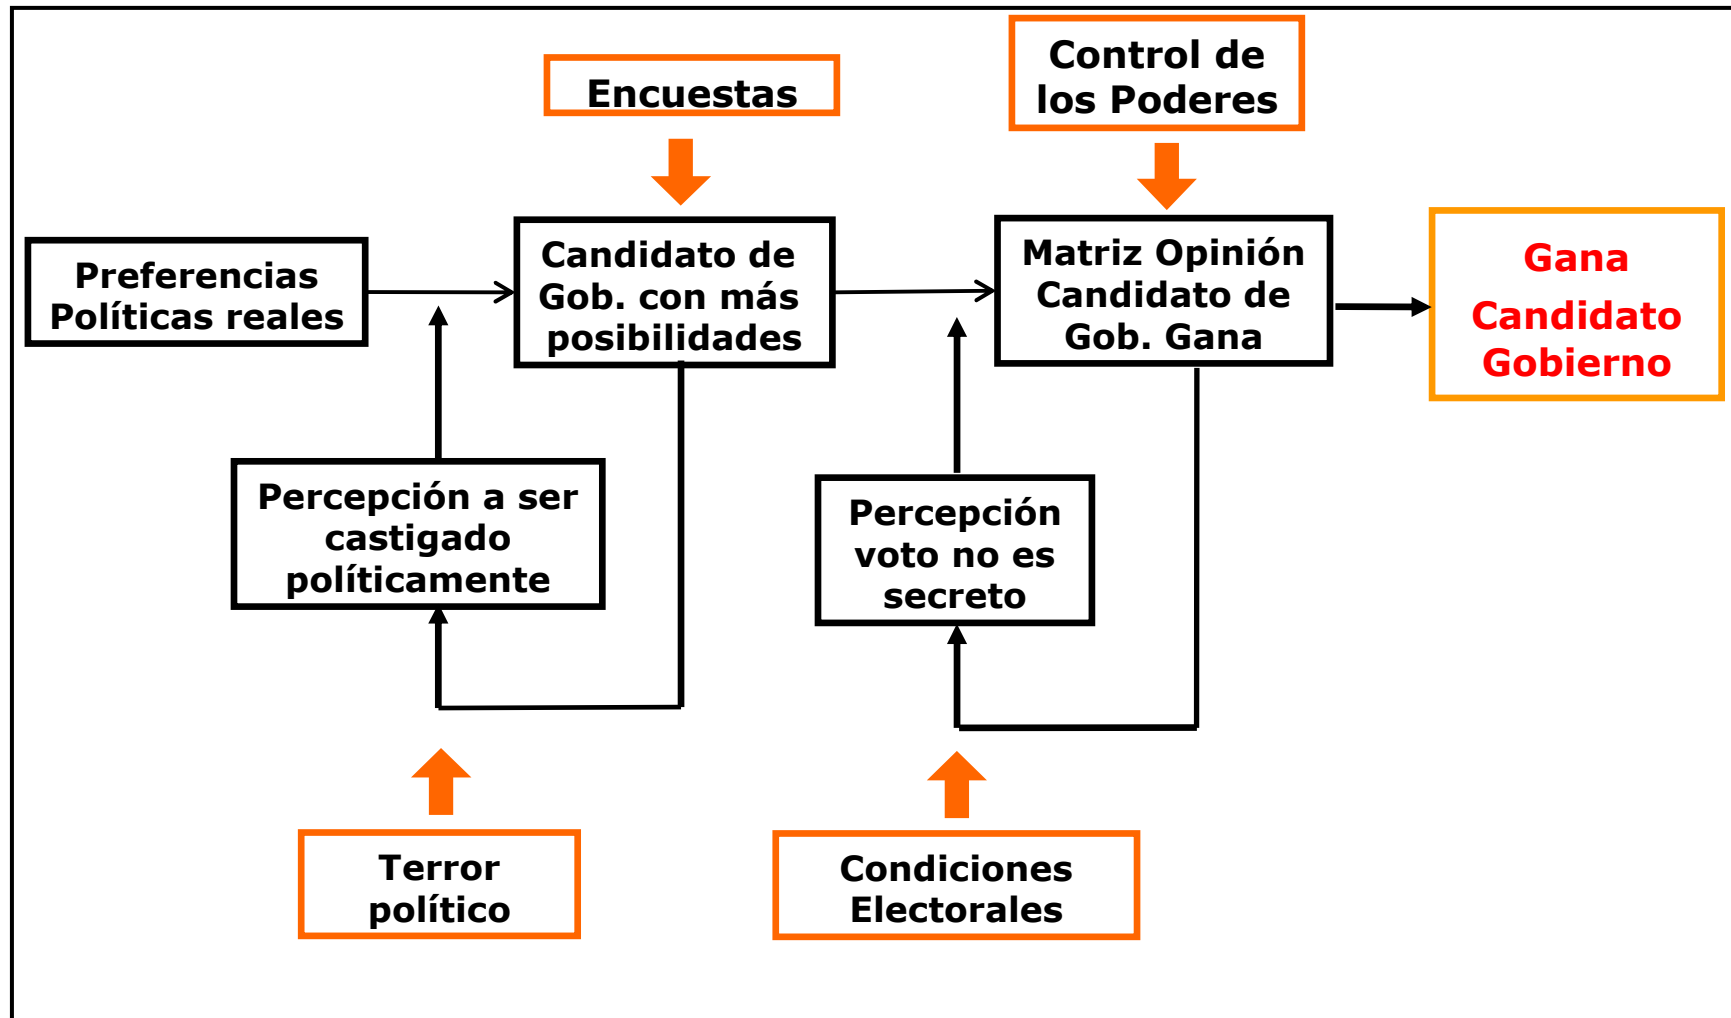 Encuestas
Control de
los Poderes
Preferencias
Políticas reales
Candidato de
Gob. con más
posibilidades
Matriz Opinión
Candidato de
Gob. Gana
Gana
Candidato
Gobierno
Percepción a ser
castigado
políticamente
Percepción
voto no es
secreto
Terror
político
Condiciones
Electorales